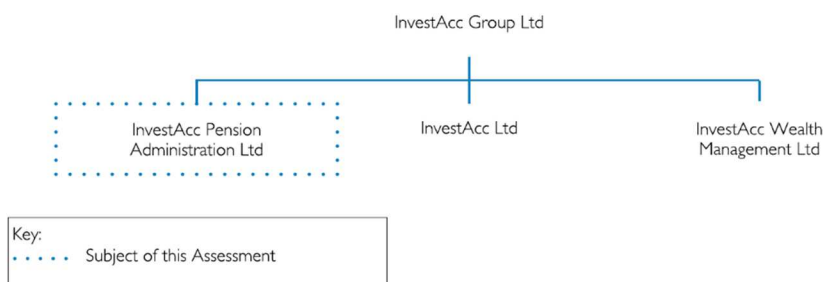 InvestAcc Group Ltd
InvestAcc Pension
Administration Ltd
InvestAcc Ltd
InvestAcc Wealth
Management Ltd
Key:
Subject of this Assessment